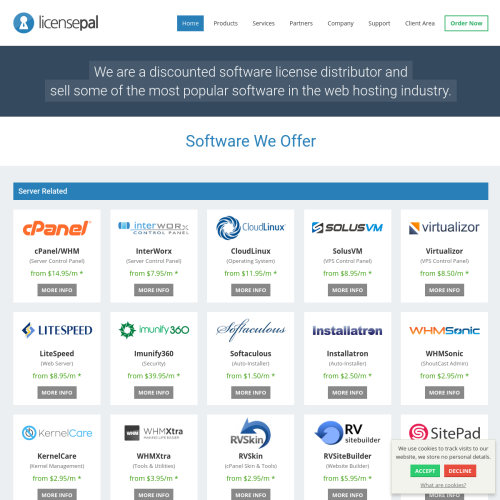 licensepal
Home Products Services Partners Company Support Client Area Order Now
We are a discounted software license distributor and
sell some of the most popular software in the web hosting industry.
Software We Offer
Server Related
cPanel interworx CONTROL PANEL CloudLinux SOLUSVM virtualizor
cPanel/WHM InterWorx CloudLinux SolusVM Virtualizor
(Server Control Panel) (Server Control Panel) (Operating System) (VPS Control Panel) (VPS Control Panel)
from $14.95/m * from $7.95/m * from $11.95/m * from $8.95/m * from $8.50/m *
MORE INFO MORE INFO MORE INFO MORE INFO MORE INFO
LITESPEED imunify360 Softaculous Installatron WHMSonic
LiteSpeed Imunify360 Softaculous Installatron WHMSonic
(Web Server) (Security) (Auto-Installer) (Auto-Installer) (ShoutCast Admin)
from $8.95/m * from $39.95/m * from $1.50/m * from $2.50/m * from $2.95/m *
MORE INFO MORE INFO MORE INFO MORE INFO MORE INFO
KernelCare WHMXtra RVSkin RV sitebuilder SitePad
KernelCare WHMXtra RVSkin RVSiteBuilder
(Kernel Management) (Tools & Utilities) (cPanel Skin & Tools) (Website Builder)
from $2.95/m * from $3.95/m * from $2.95/m * from $5.95/m *
MORE INFO MORE INFO MORE INFO MORE INFO
We use cookies to track visits to our
website, we store no personal details.
ACCEPT DECLINE
What are cookies?